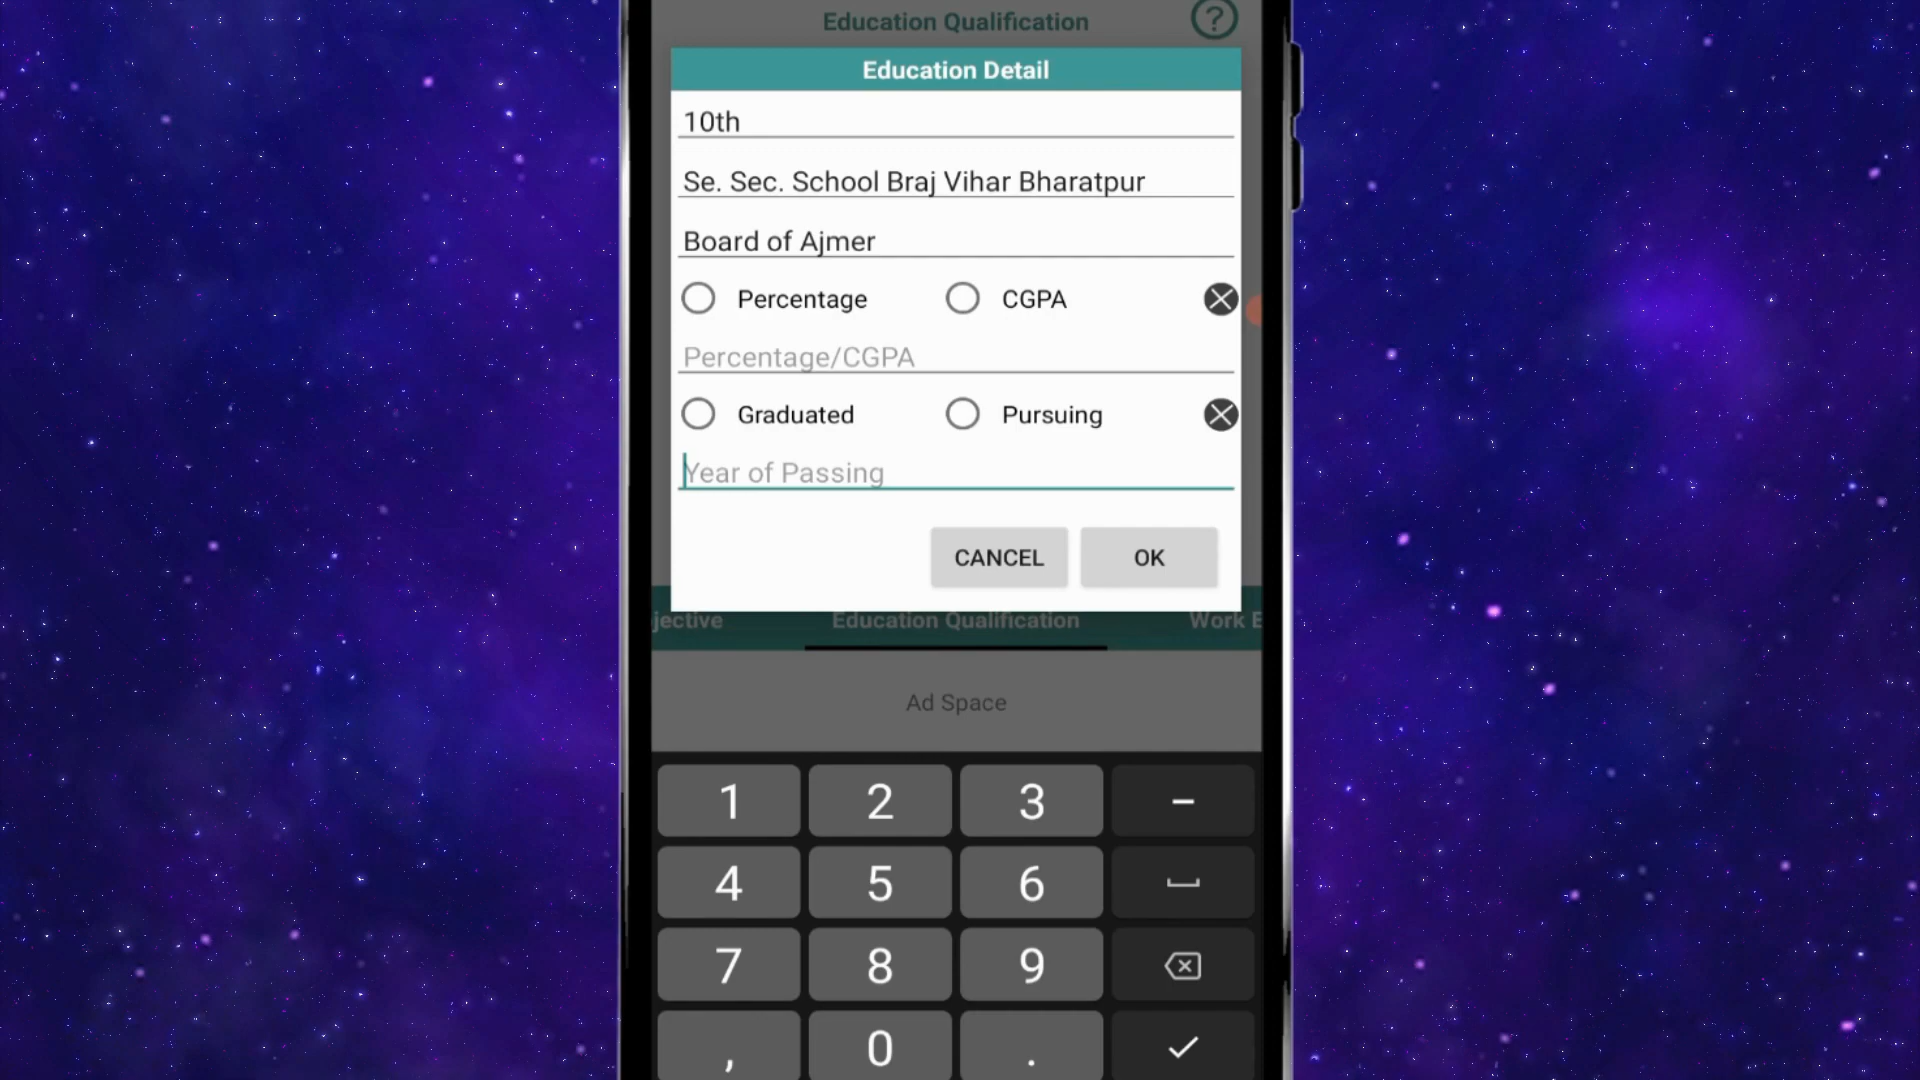 Education Qualification ?
Education Detail
10th
Se. Sec. School Braj Vihar Bharatpur
Board of Ajmer
Percentage CGPA
Percentage/CGPA
Graduated Pursuing
Year of Passing
CANCEL OK
jective Education Qualification Work E
Ad Space
1 2 3 -
4 5 6
7 8 9
, 0 .